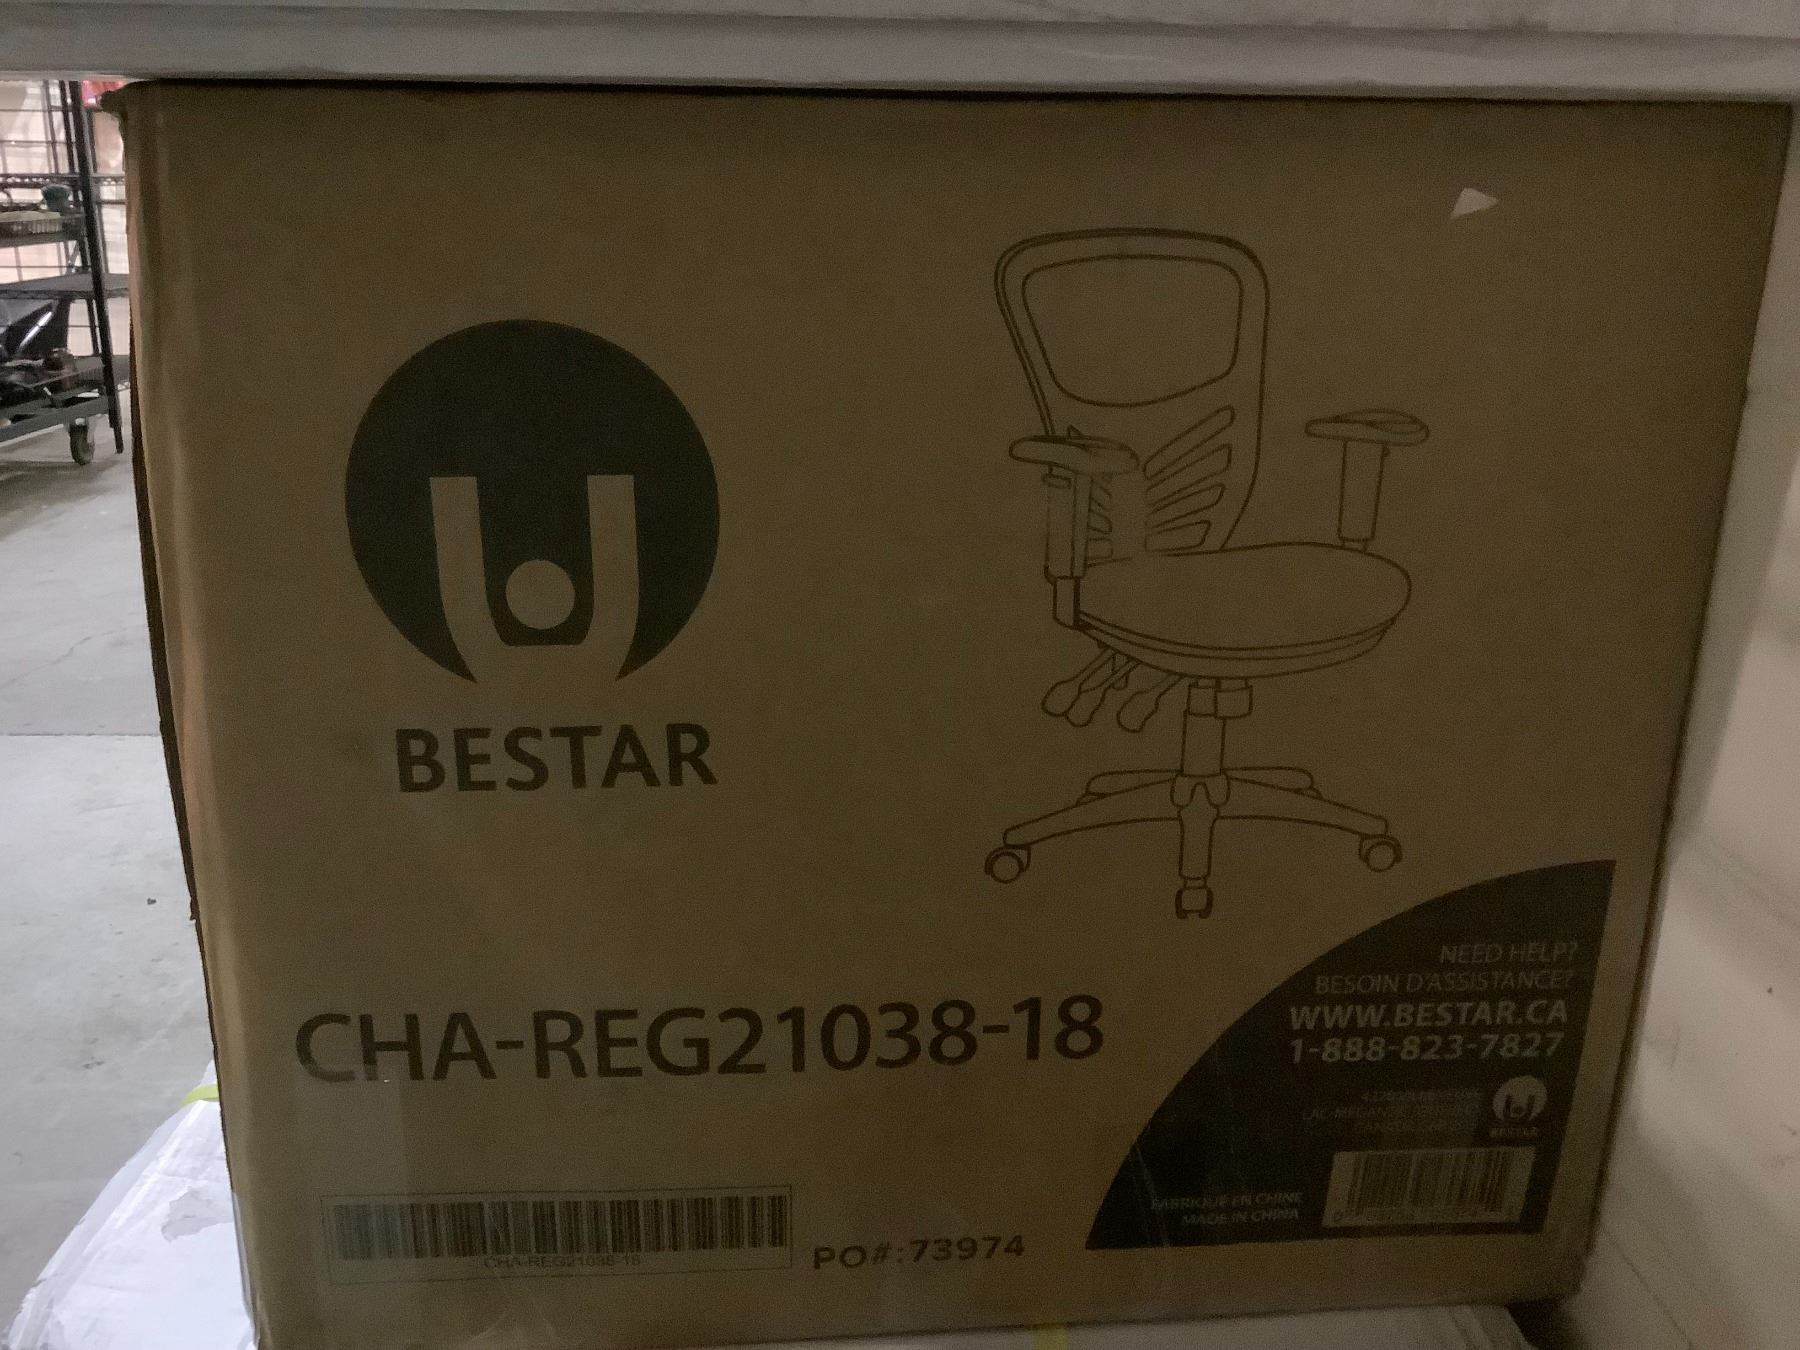 BESTAR
CHA-REG21038-18
NEED HELP?
BESOIN D'ASSISTANCE?
WWW.BESTAR.CA
1-888-823-7827
BESTAR
FABRIQUÉ EN CHINE
MADE IN CHINA
CHA-REG21038-18
PO#:73974